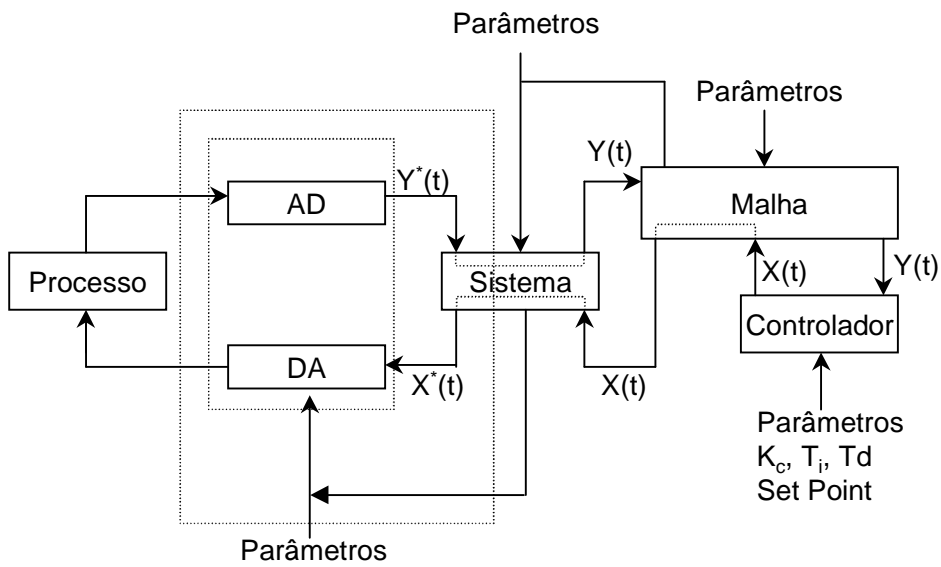 Parâmetros
Parâmetros
Y(t)
Y*(t)
AD
Malha
Processo
Sistema
X(t)
Y(t)
Controlador
DA
X*(t)
X(t)
Parâmetros
Kc, Ti, Td
Set Point
Parâmetros